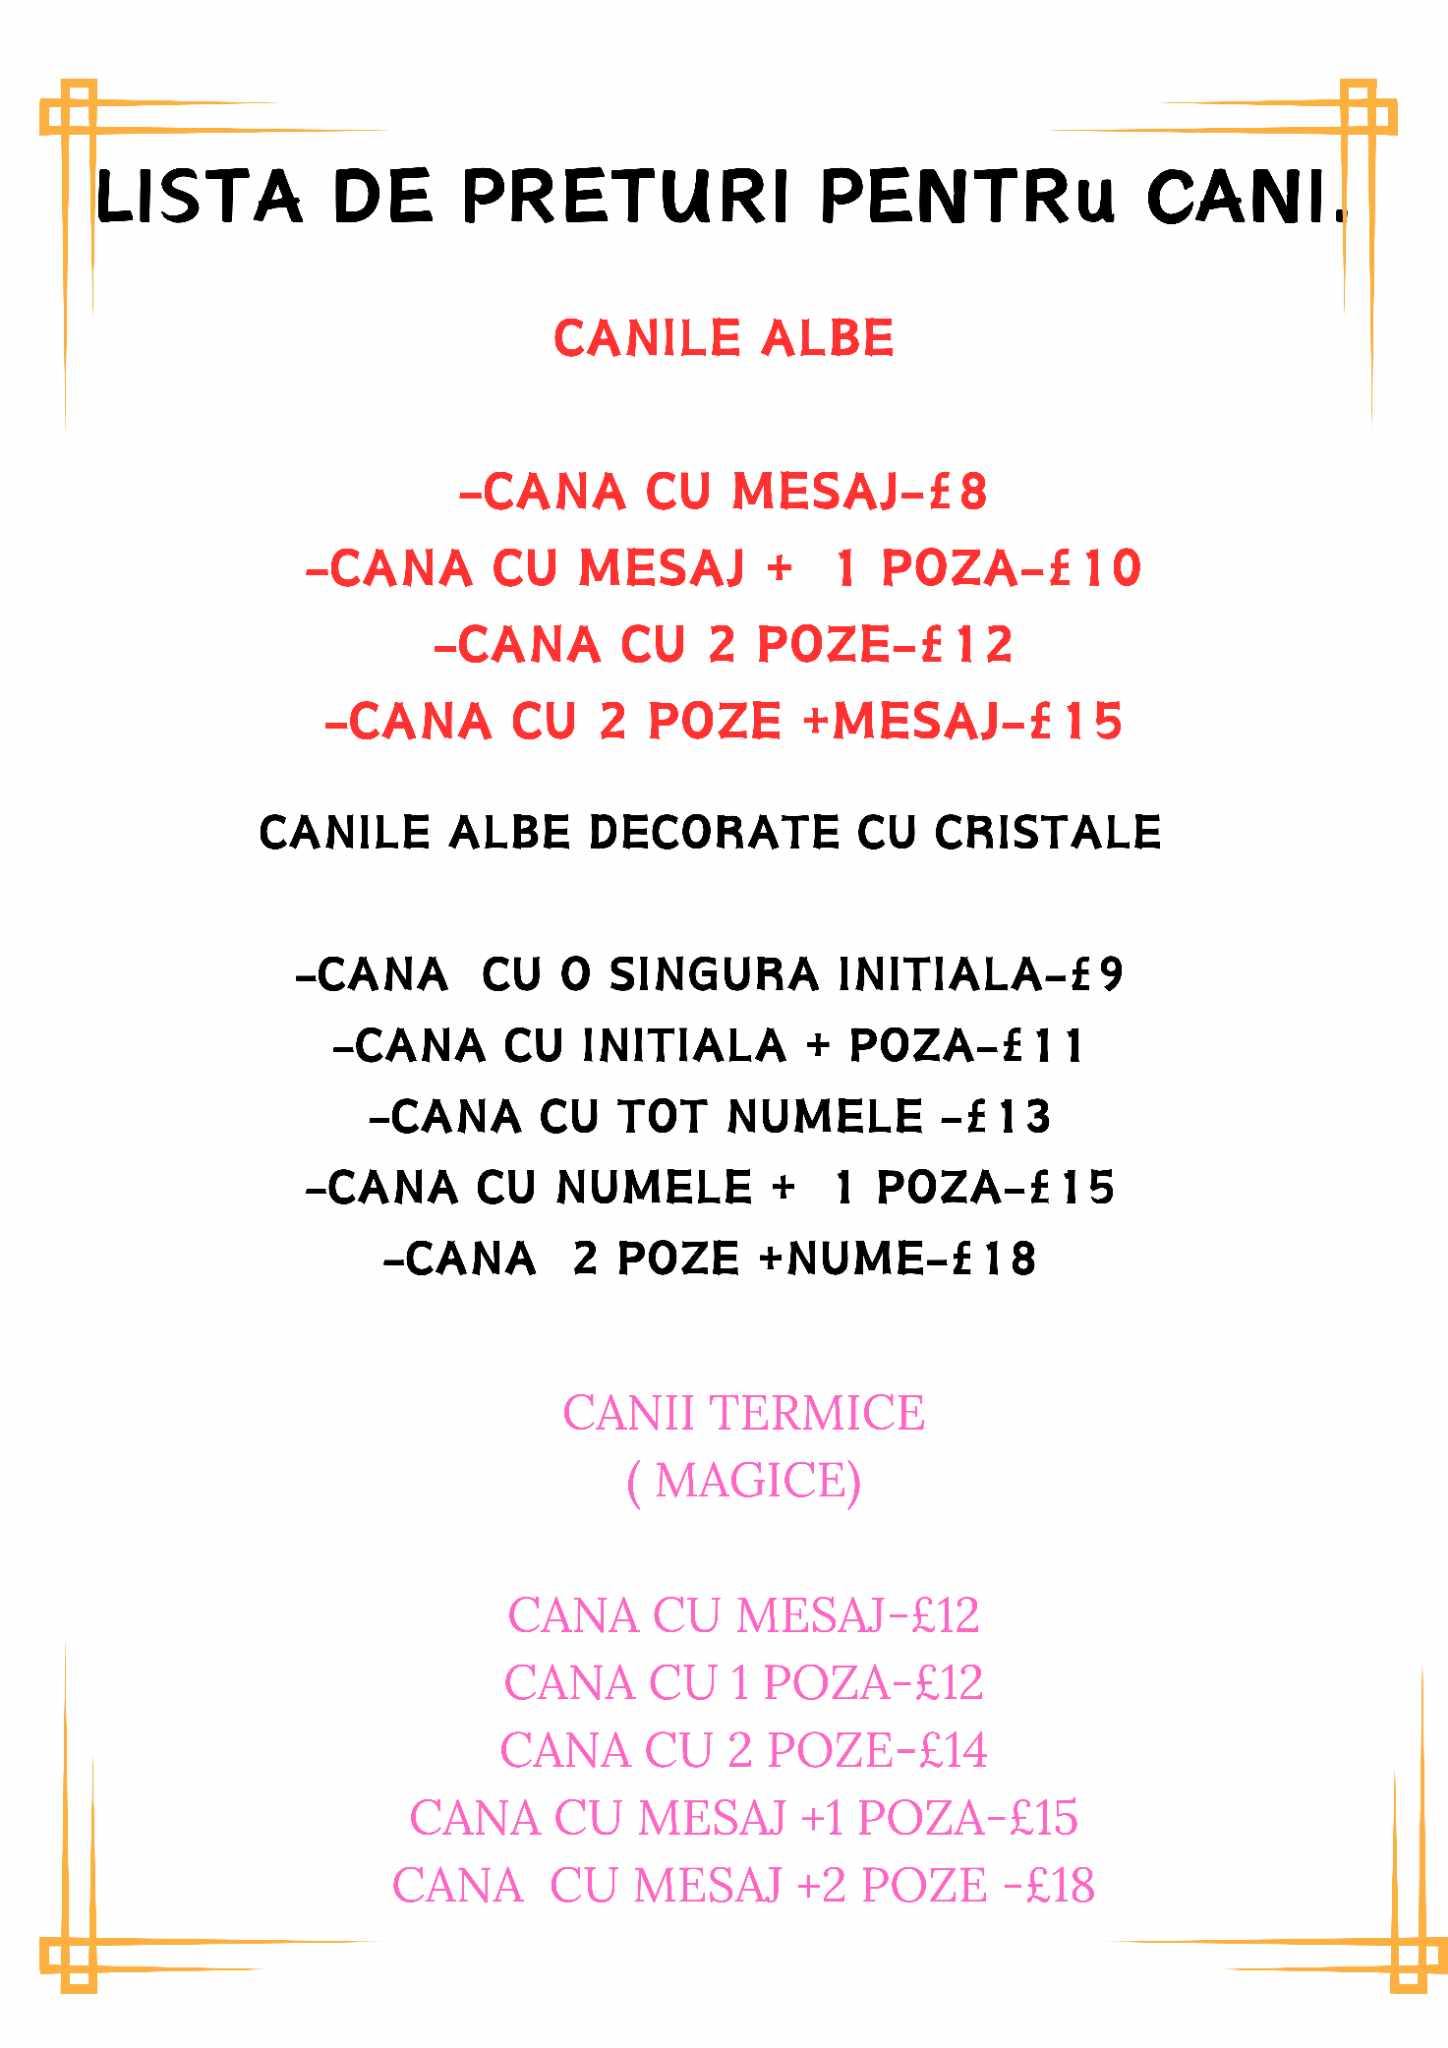 LISTA DE PRETURI PENTRu CANI.
CANILE ALBE
-CANA CU MESAJ-£8
-CANA CU MESAJ + 1 POZA-£10
-CANA CU 2 POZE-£12
-CANA CU 2 POZE +MESAJ-£15
CANILE ALBE DECORATE CU CRISTALE
-CANA CU O SINGURA INITIALA-£9
-CANA CU INITIALA + POZA-£11
-CANA CU TOT NUMELE -£13
-CANA CU NUMELE + 1 POZA-£15
-CANA 2 POZE +NUME-£18
CANII TERMICE
( MAGICE)
CANA CU MESAJ-£12
CANA CU 1 POZA-£12
CANA CU 2 POZE-£14
CANA CU MESAJ +1 POZA-£15
CANA CU MESAJ +2 POZE -£18